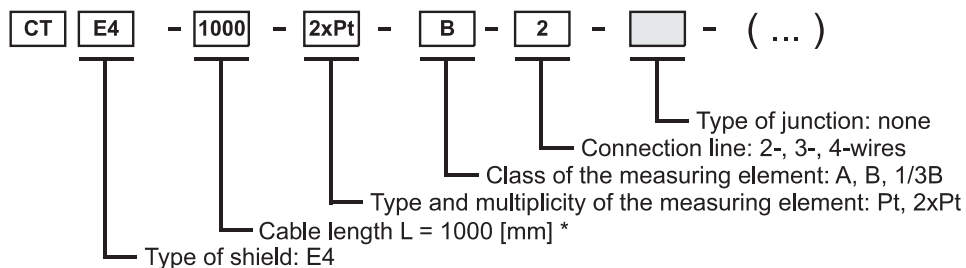 CT E4 - 1000 - 2xPt - B - 2 - - (...)
Type of junction: none
Connection line: 2-, 3-, 4-wires
Class of the measuring element: A, B, 1/3B
Type and multiplicity of the measuring element: Pt, 2xPt
Cable length L = 1000 [mm] *
Type of shield: E4